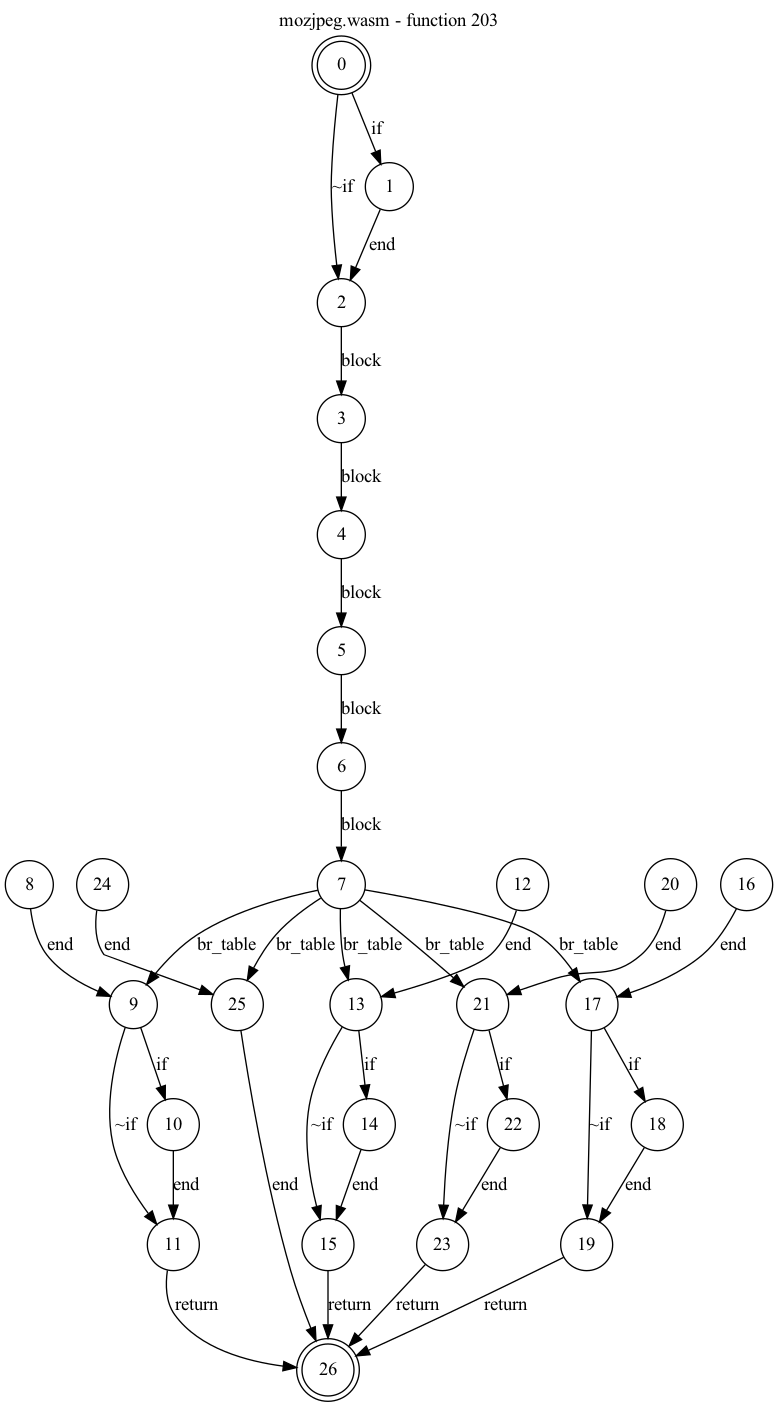 mozjpeg.wasm - function 203
0
if
~if
1
end
2
block
3
block
4
block
5
block
6
block
8
24
7
12
20
16
end
end
br_table
br_table
br_table
br_table
end
br_table
end
end
9
25
13
21
17
if
if
if
if
~if
10
~if
14
~if
22
~if
18
end
end
end
end
end
11
15
23
19
return
return
return
return
26